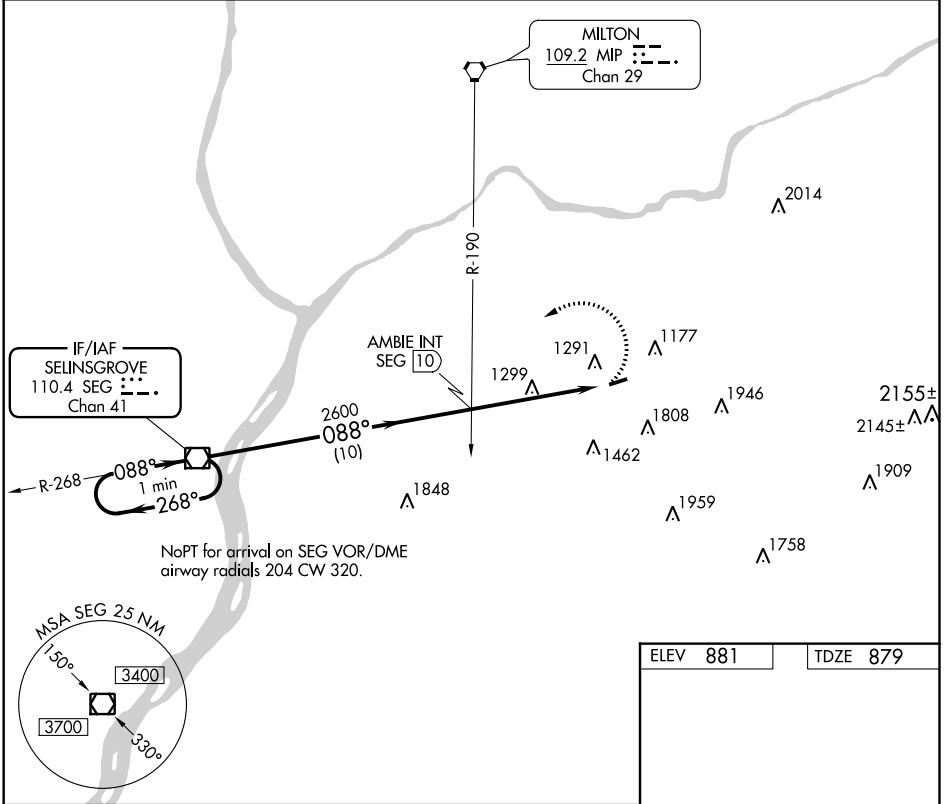 MILTON
109.2 MIP
Chan 29
2014
R-190
IF/IAF
SELINSGROVE
110.4 SEG
Chan 41
AMBIE INT
SEG 10
1291
1177
1299
2600
088°
(10)
1946
2155±
2145±
1808
1462
R-268
088°
1 min
268°
1848
1909
1959
1758
NoPT for arrival on SEG VOR/DME
airway radials 204 CW 320.
MSA SEG 25 NM
150°
3400
3700
330°
ELEV 881
TDZE 879